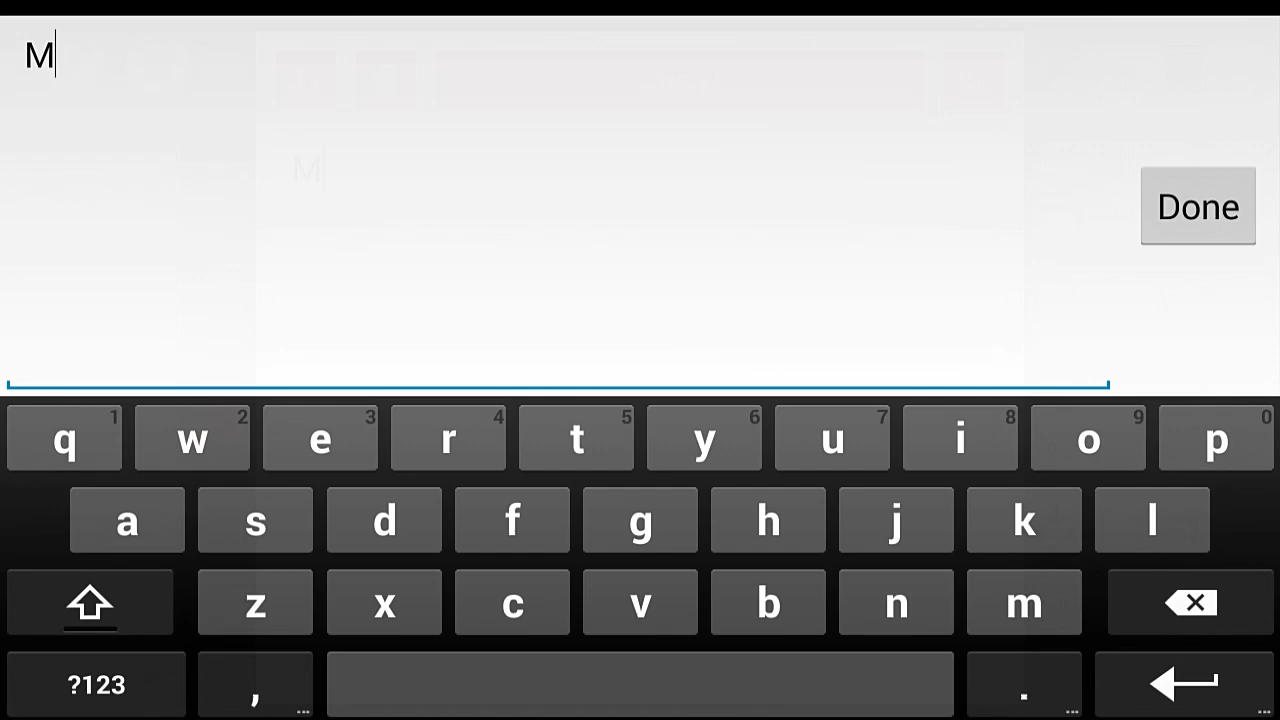 M
M
Done
q 1 w 2 e 3 r 4 t 5 y 6 u 7 i 8 o 9 p 0
a s d f g h j k l
z x c v b n m
?123 , ... . ... ...